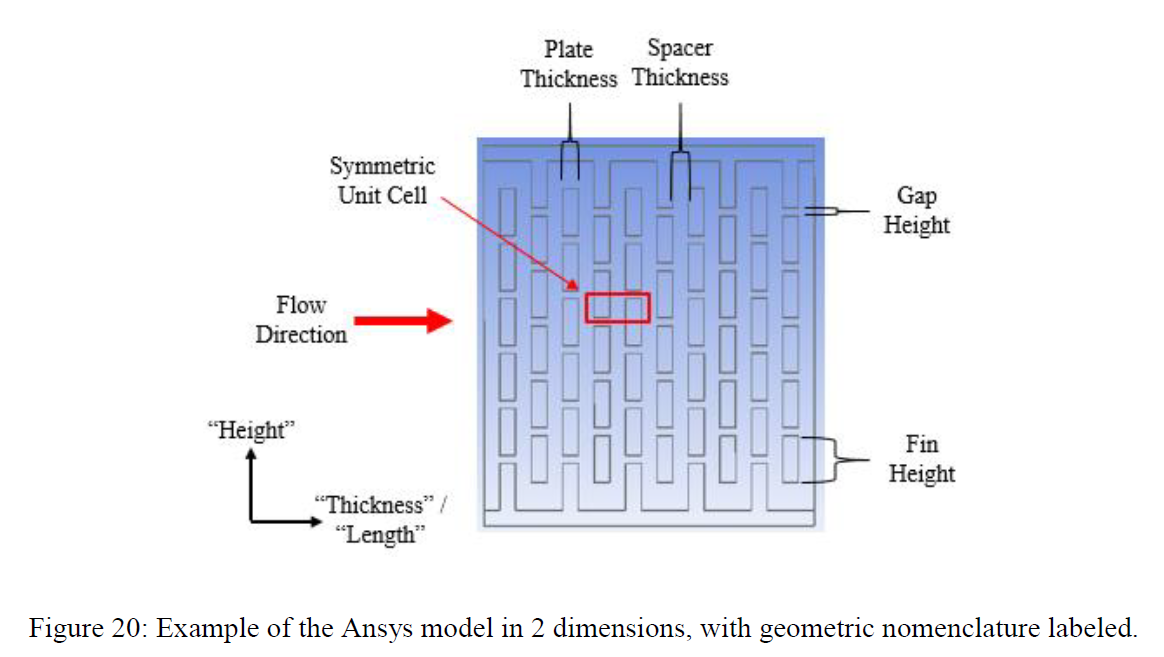 Plate
Thickness
Spacer
Thickness
Symmetric
Unit Cell
Gap
Height
Flow
Direction
“Height”
“Thickness” /
“Length”
Fin
Height
Figure 20: Example of the Ansys model in 2 dimensions, with geometric nomenclature labeled.